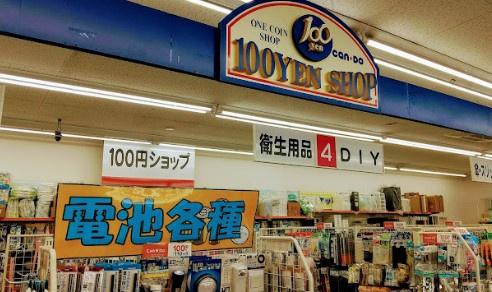 ONE COIN
SHOP
100
yen
can★do
100YEN SHOP
100円ショップ
衛生用品 4 DIY
電池各種
100